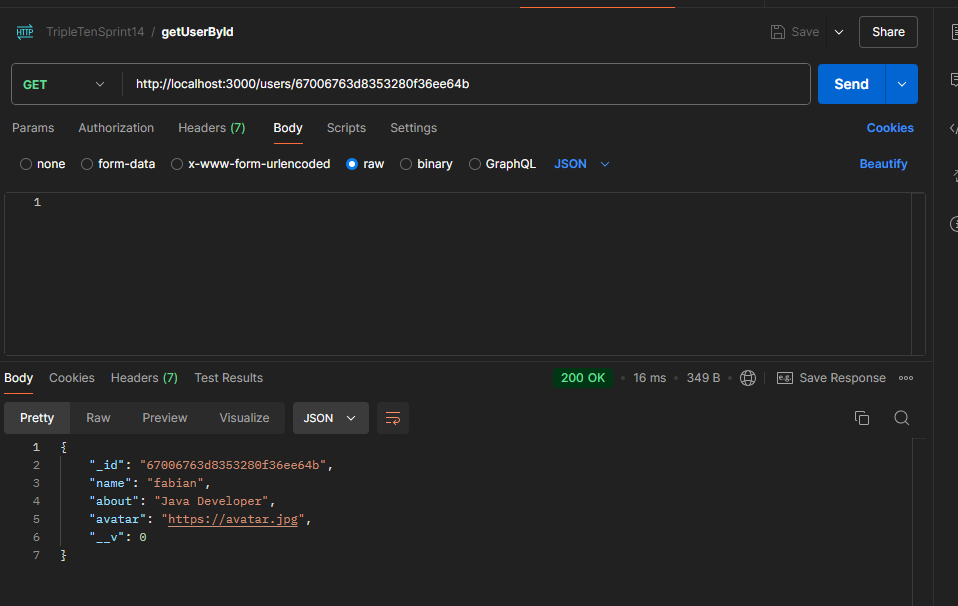 HTTP TripleTenSprint14 / getUserById Save Share
GET http://localhost:3000/users/67006763d8353280f36ee64b Send
Params Authorization Headers (7) Body Scripts Settings Cookies
none form-data x-www-form-urlencoded raw binary GraphQL JSON Beautify
1
Body Cookies Headers (7) Test Results 200 OK • 16 ms • 349 B • e.g. Save Response
Pretty Raw Preview Visualize JSON
1 {
2 "_id": "67006763d8353280f36ee64b",
3 "name": "fabian",
4 "about": "Java Developer",
5 "avatar": "https://avatar.jpg",
6 "__v": 0
7 }